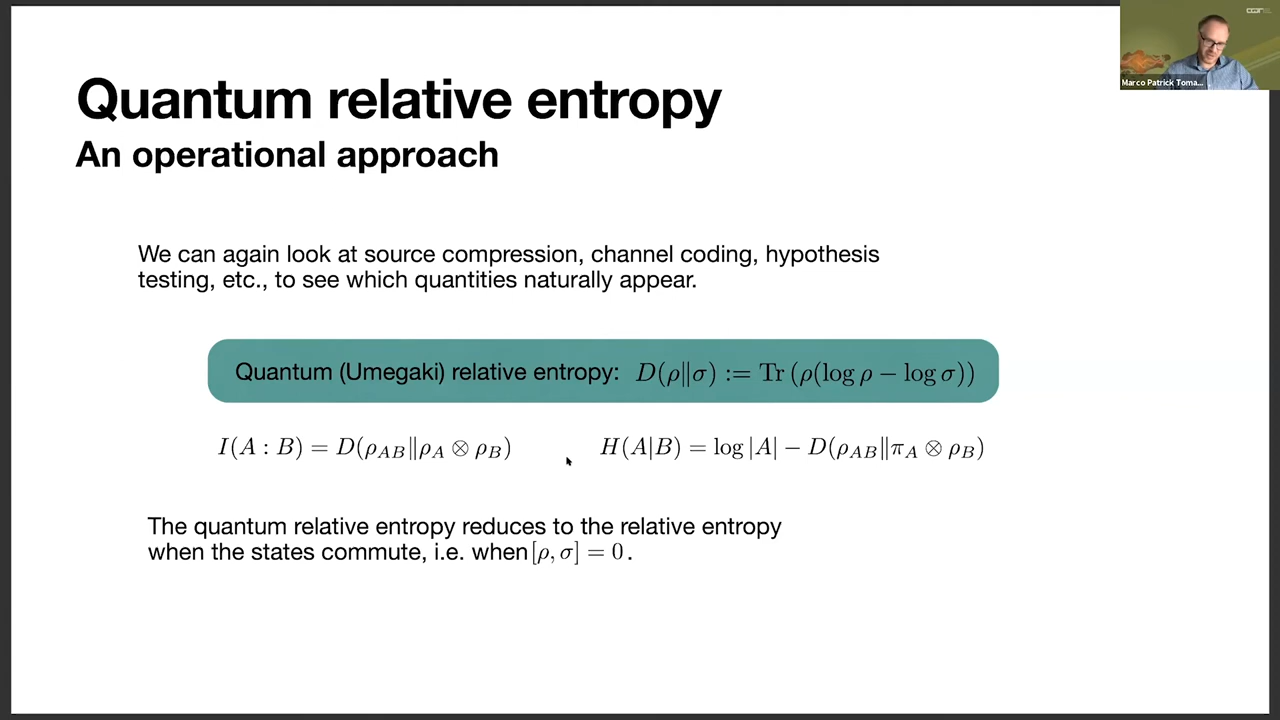 Quantum relative entropy
An operational approach
We can again look at source compression, channel coding, hypothesis
testing, etc., to see which quantities naturally appear.
Quantum (Umegaki) relative entropy: D(ρ‖σ) := Tr (ρ(log ρ − log σ))
I(A : B) = D(ρ_AB‖ρ_A ⊗ ρ_B)
H(A|B) = log |A| − D(ρ_AB‖π_A ⊗ ρ_B)
The quantum relative entropy reduces to the relative entropy
when the states commute, i.e. when [ρ, σ] = 0 .
Marco Patrick Toma...